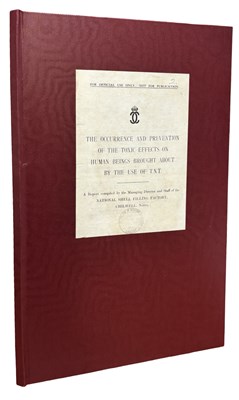 FOR OFFICIAL USE ONLY. NOT FOR PUBLICATION
THE OCCURRENCE AND PREVENTION
OF THE TOXIC EFFECTS ON
HUMAN BEINGS BROUGHT ABOUT
BY THE USE OF T.N.T
A Report compiled by the Managing Director and Staff of the
NATIONAL SHELL FILLING FACTORY,
CHILWELL, Notts.